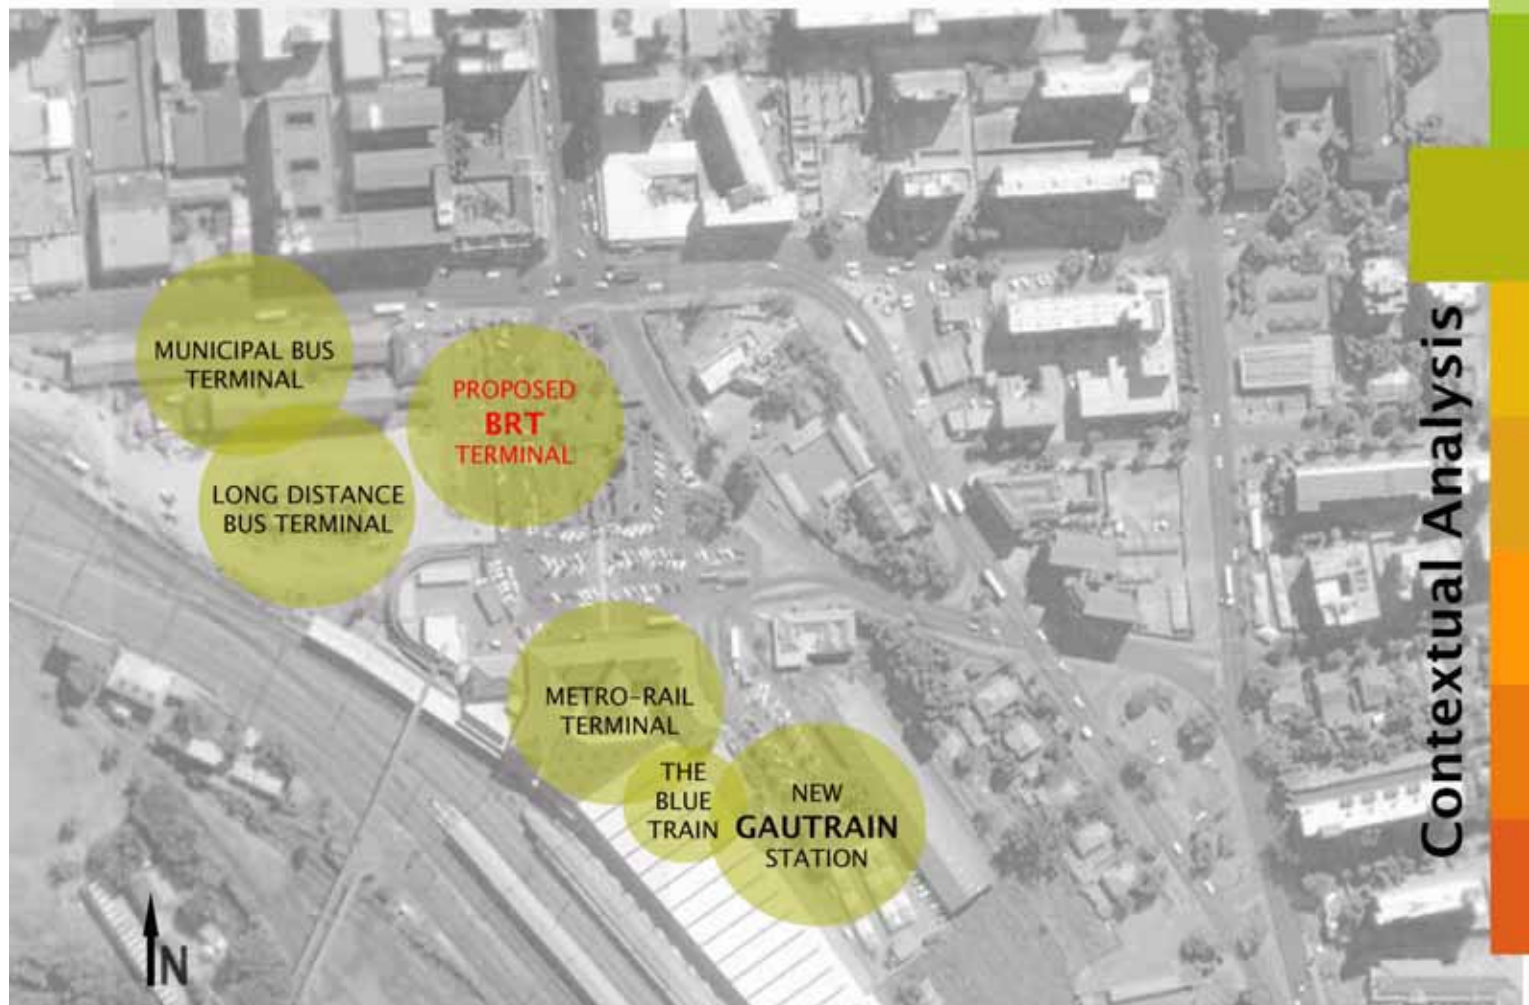 MUNICIPAL BUS
TERMINAL
PROPOSED
BRT
TERMINAL
LONG DISTANCE
BUS TERMINAL
METRO-RAIL
TERMINAL
THE
BLUE
TRAIN
NEW
GAUTRAIN
STATION
N
Contextual Analysis